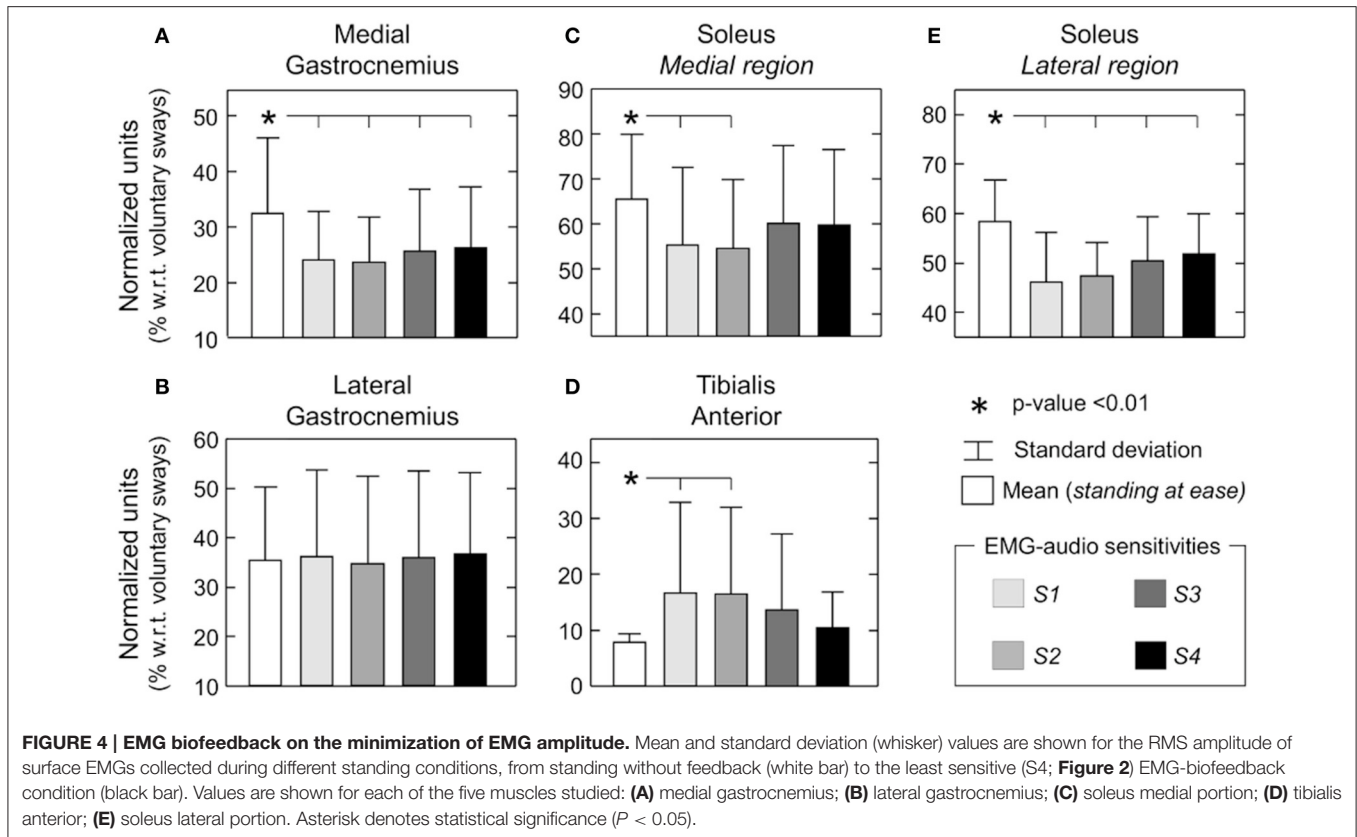 A
Medial
Gastrocnemius
Normalized units
(% w.r.t. voluntary sways)
50
40
30
20
10
*
C
Soleus
Medial region
90
80
70
60
50
40
*
E
Soleus
Lateral region
80
70
60
50
40
*
B
Lateral
Gastrocnemius
Normalized units
(% w.r.t. voluntary sways)
60
50
40
30
20
10
D
Tibialis
Anterior
40
30
20
10
0
*
* p-value <0.01
Standard deviation
Mean (standing at ease)
EMG-audio sensitivities
S1
S3
S2
S4
FIGURE 4 | EMG biofeedback on the minimization of EMG amplitude. Mean and standard deviation (whisker) values are shown for the RMS amplitude of
surface EMGs collected during different standing conditions, from standing without feedback (white bar) to the least sensitive (S4; Figure 2) EMG-biofeedback
condition (black bar). Values are shown for each of the five muscles studied: (A) medial gastrocnemius; (B) lateral gastrocnemius; (C) soleus medial portion; (D) tibialis
anterior; (E) soleus lateral portion. Asterisk denotes statistical significance (P < 0.05).